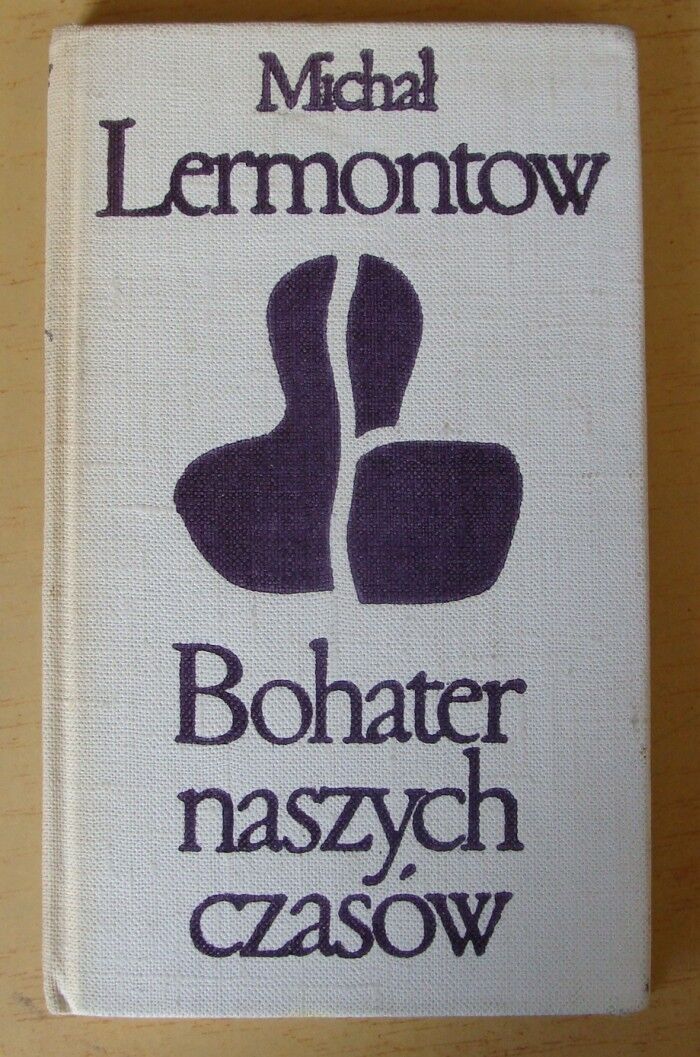 Michał
Lermontow
Bohater
naszych
czasów